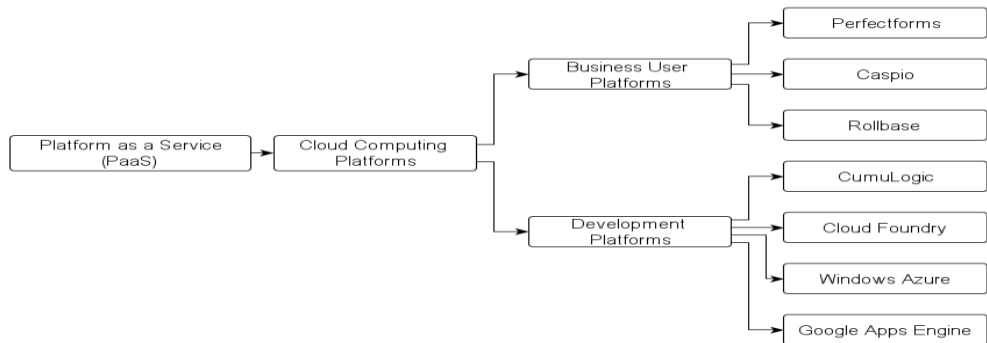 Platform as a Service
(PaaS)
Cloud Computing
Platforms
Business User
Platforms
Perfectforms
Caspio
Rollbase
Development
Platforms
CumuLogic
Cloud Foundry
Windows Azure
Google Apps Engine